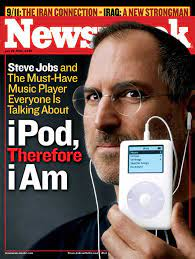 9/11: THE IRAN CONNECTION • IRAQ: A NEW STRONGMAN
Newsweek
Steve Jobs and
The Must-Have
Music Player
Everyone Is
Talking About
iPod,
Therefore
i Am